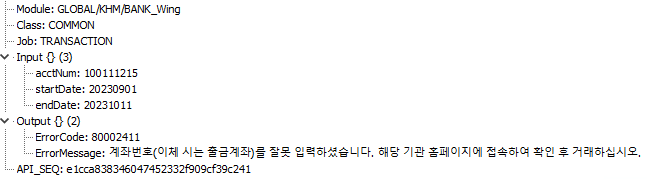 Module: GLOBAL/KHM/BANK_Wing
Class: COMMON
Job: TRANSACTION
Input {} (3)
acctNum: 100111215
startDate: 20230901
endDate: 20231011
Output {} (2)
ErrorCode: 80002411
ErrorMessage: 계좌번호(이체 시는 출금계좌)를 잘못 입력하셨습니다. 해당 기관 홈페이지에 접속하여 확인 후 거래하십시오.
API_SEQ: e1cca838346047452332f909cf39c241